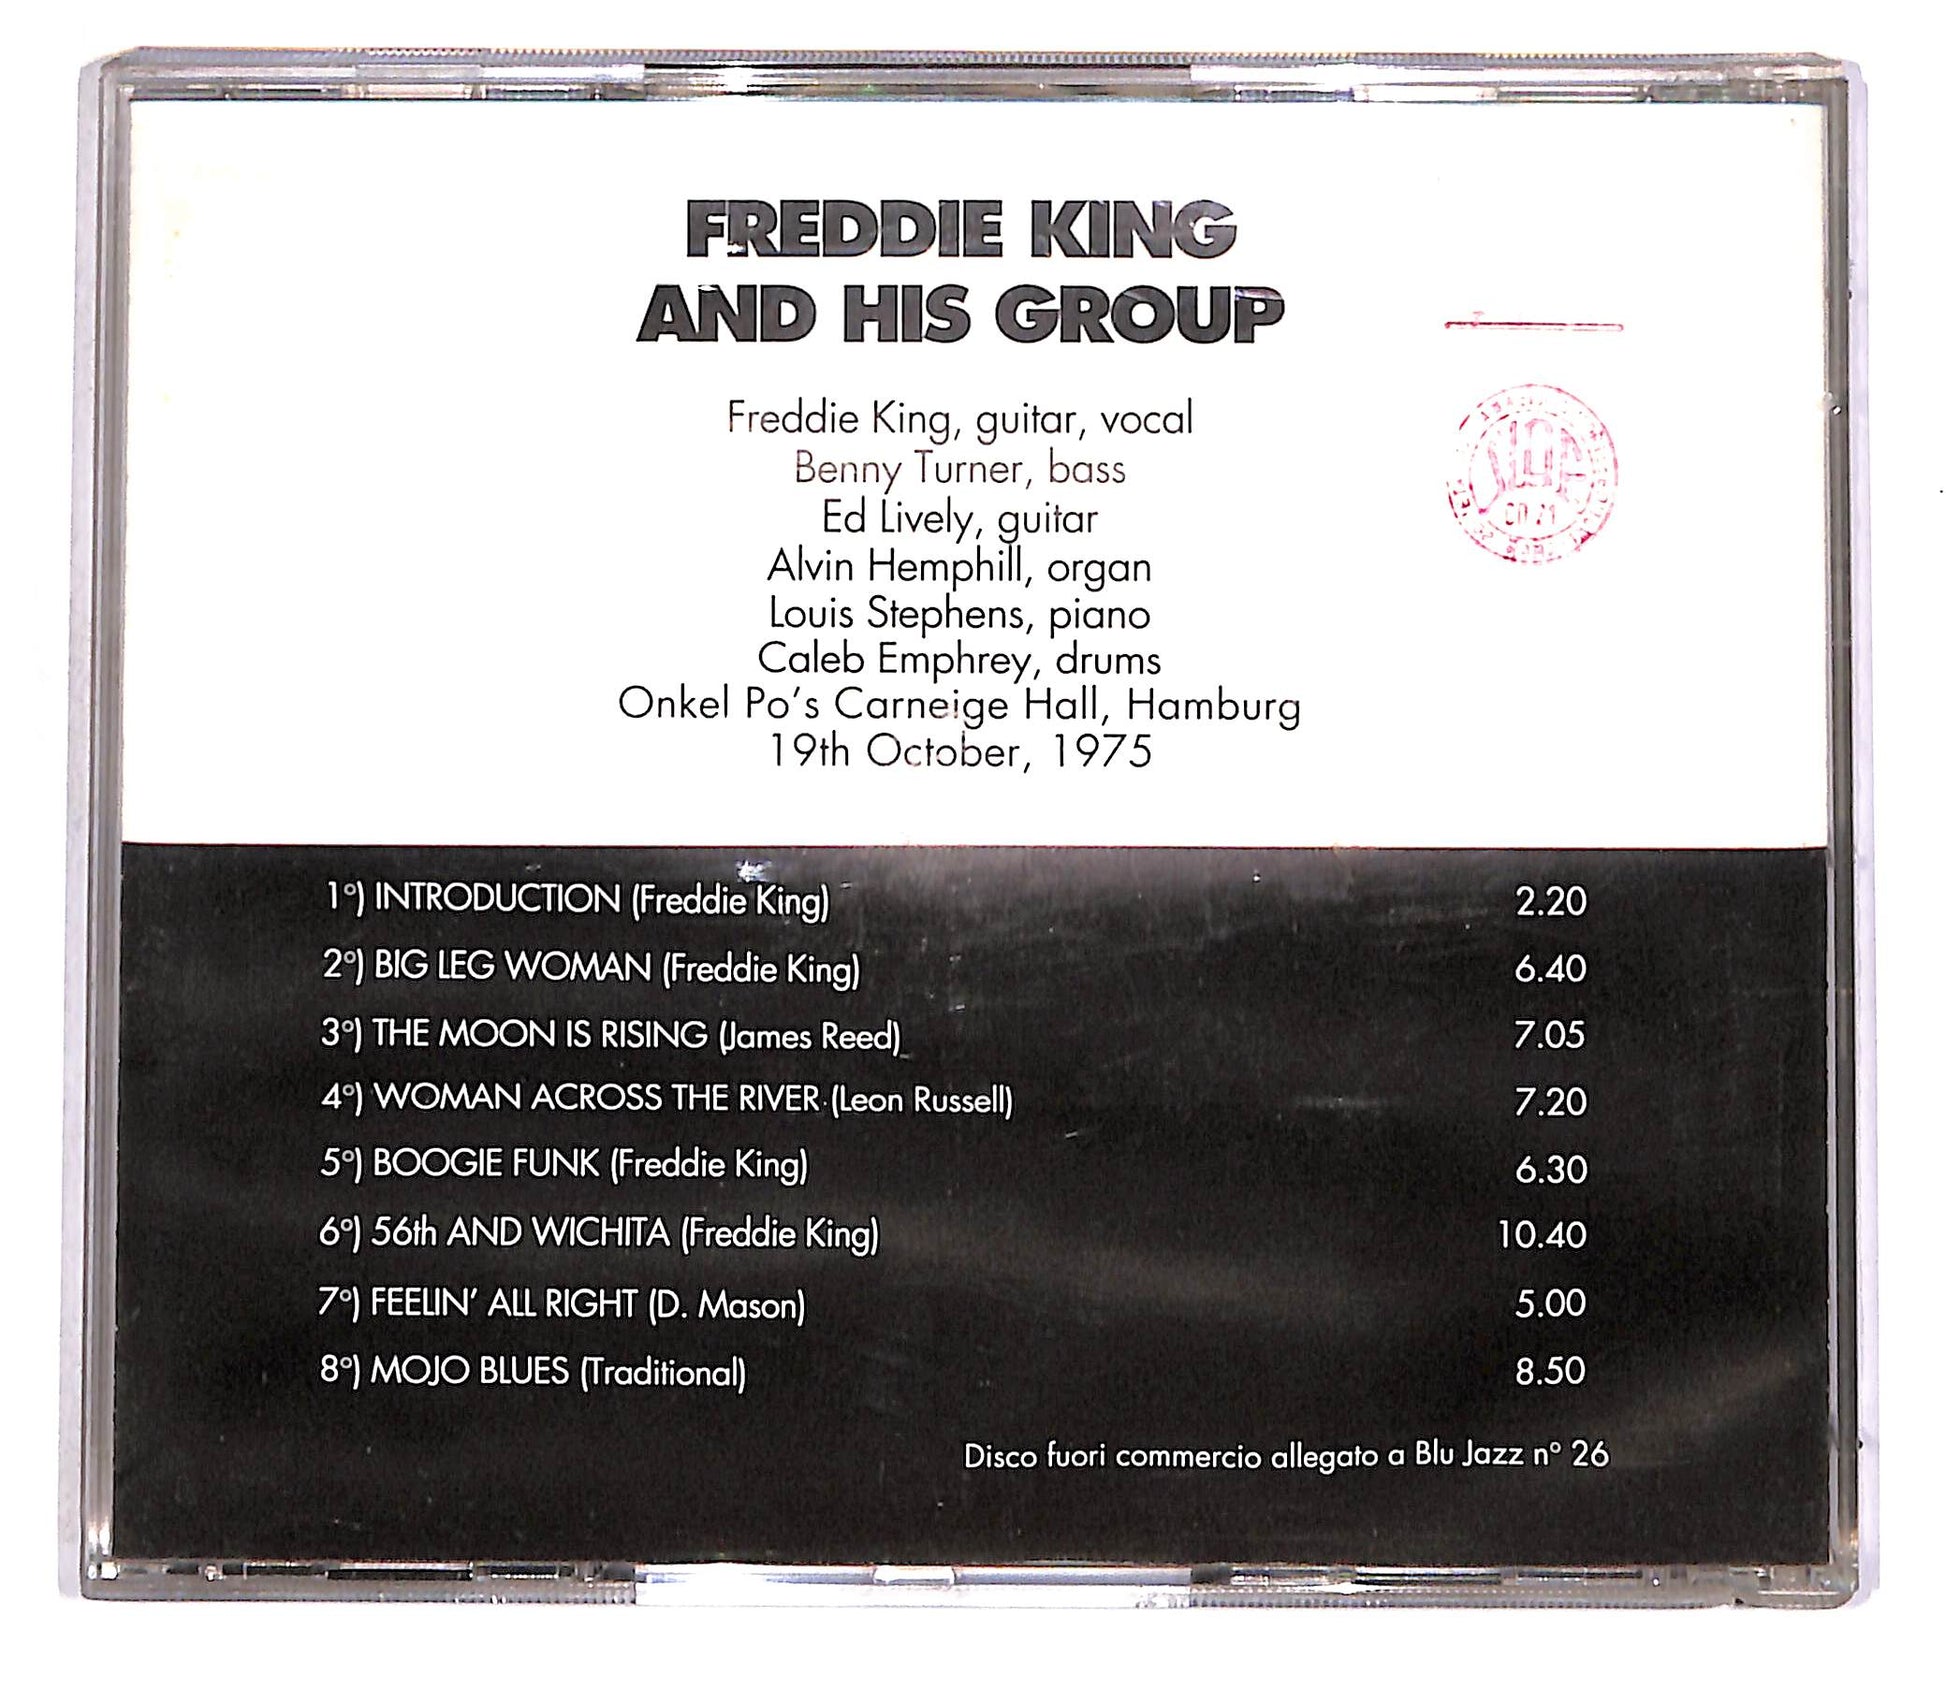 FREDDIE KING
AND HIS GROUP
Freddie King, guitar, vocal
Benny Turner, bass
Ed Lively, guitar
Alvin Hemphill, organ
Louis Stephens, piano
Caleb Emphrey, drums
Onkel Po's Carneige Hall, Hamburg
19th October, 1975
1°) INTRODUCTION (Freddie King) 2.20
2°) BIG LEG WOMAN (Freddie King) 6.40
3°) THE MOON IS RISING (James Reed) 7.05
4°) WOMAN ACROSS THE RIVER (Leon Russell) 7.20
5°) BOOGIE FUNK (Freddie King) 6.30
6°) 56th AND WICHITA (Freddie King) 10.40
7°) FEELIN' ALL RIGHT (D. Mason) 5.00
8°) MOJO BLUES (Traditional) 8.50
Disco fuori commercio allegato a Blu Jazz n° 26